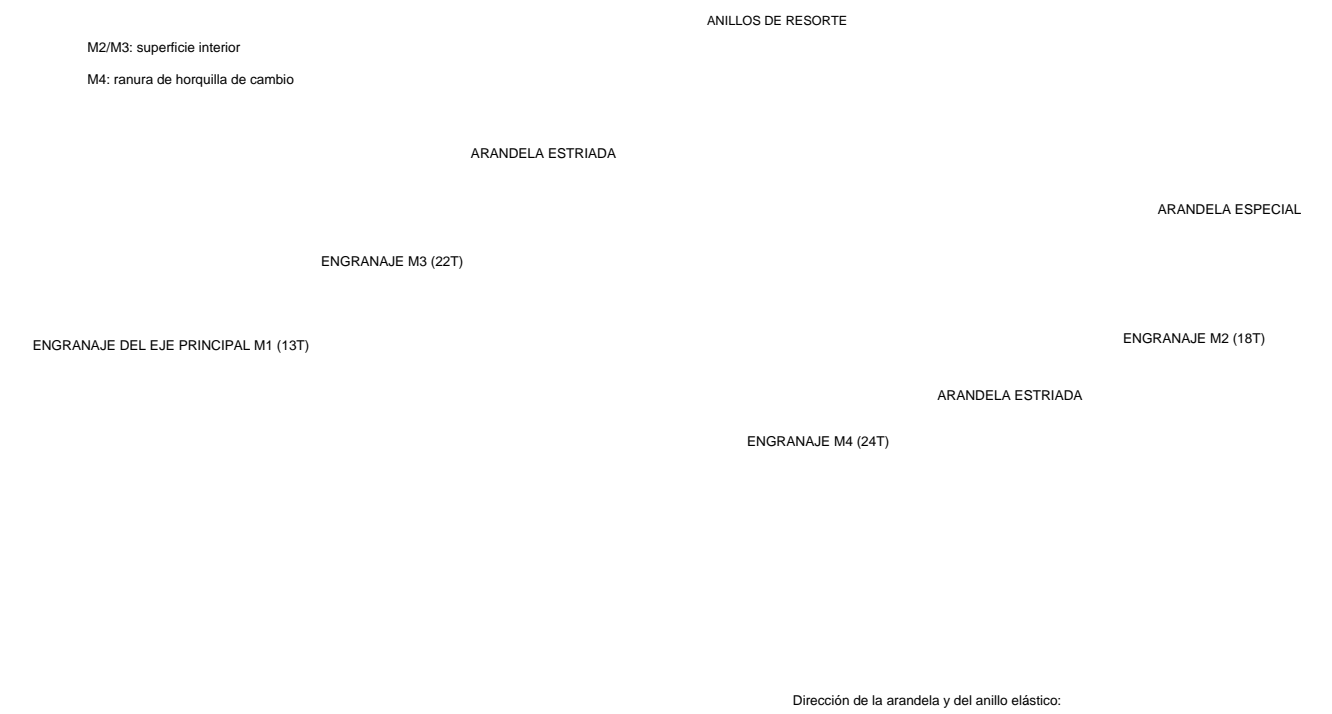 ANILLOS DE RESORTE
M2/M3: superficie interior
M4: ranura de horquilla de cambio
ARANDELA ESTRIADA
ARANDELA ESPECIAL
ENGRANAJE M3 (22T)
ENGRANAJE M2 (18T)
ENGRANAJE DEL EJE PRINCIPAL M1 (13T)
ARANDELA ESTRIADA
ENGRANAJE M4 (24T)
Dirección de la arandela y del anillo elástico: